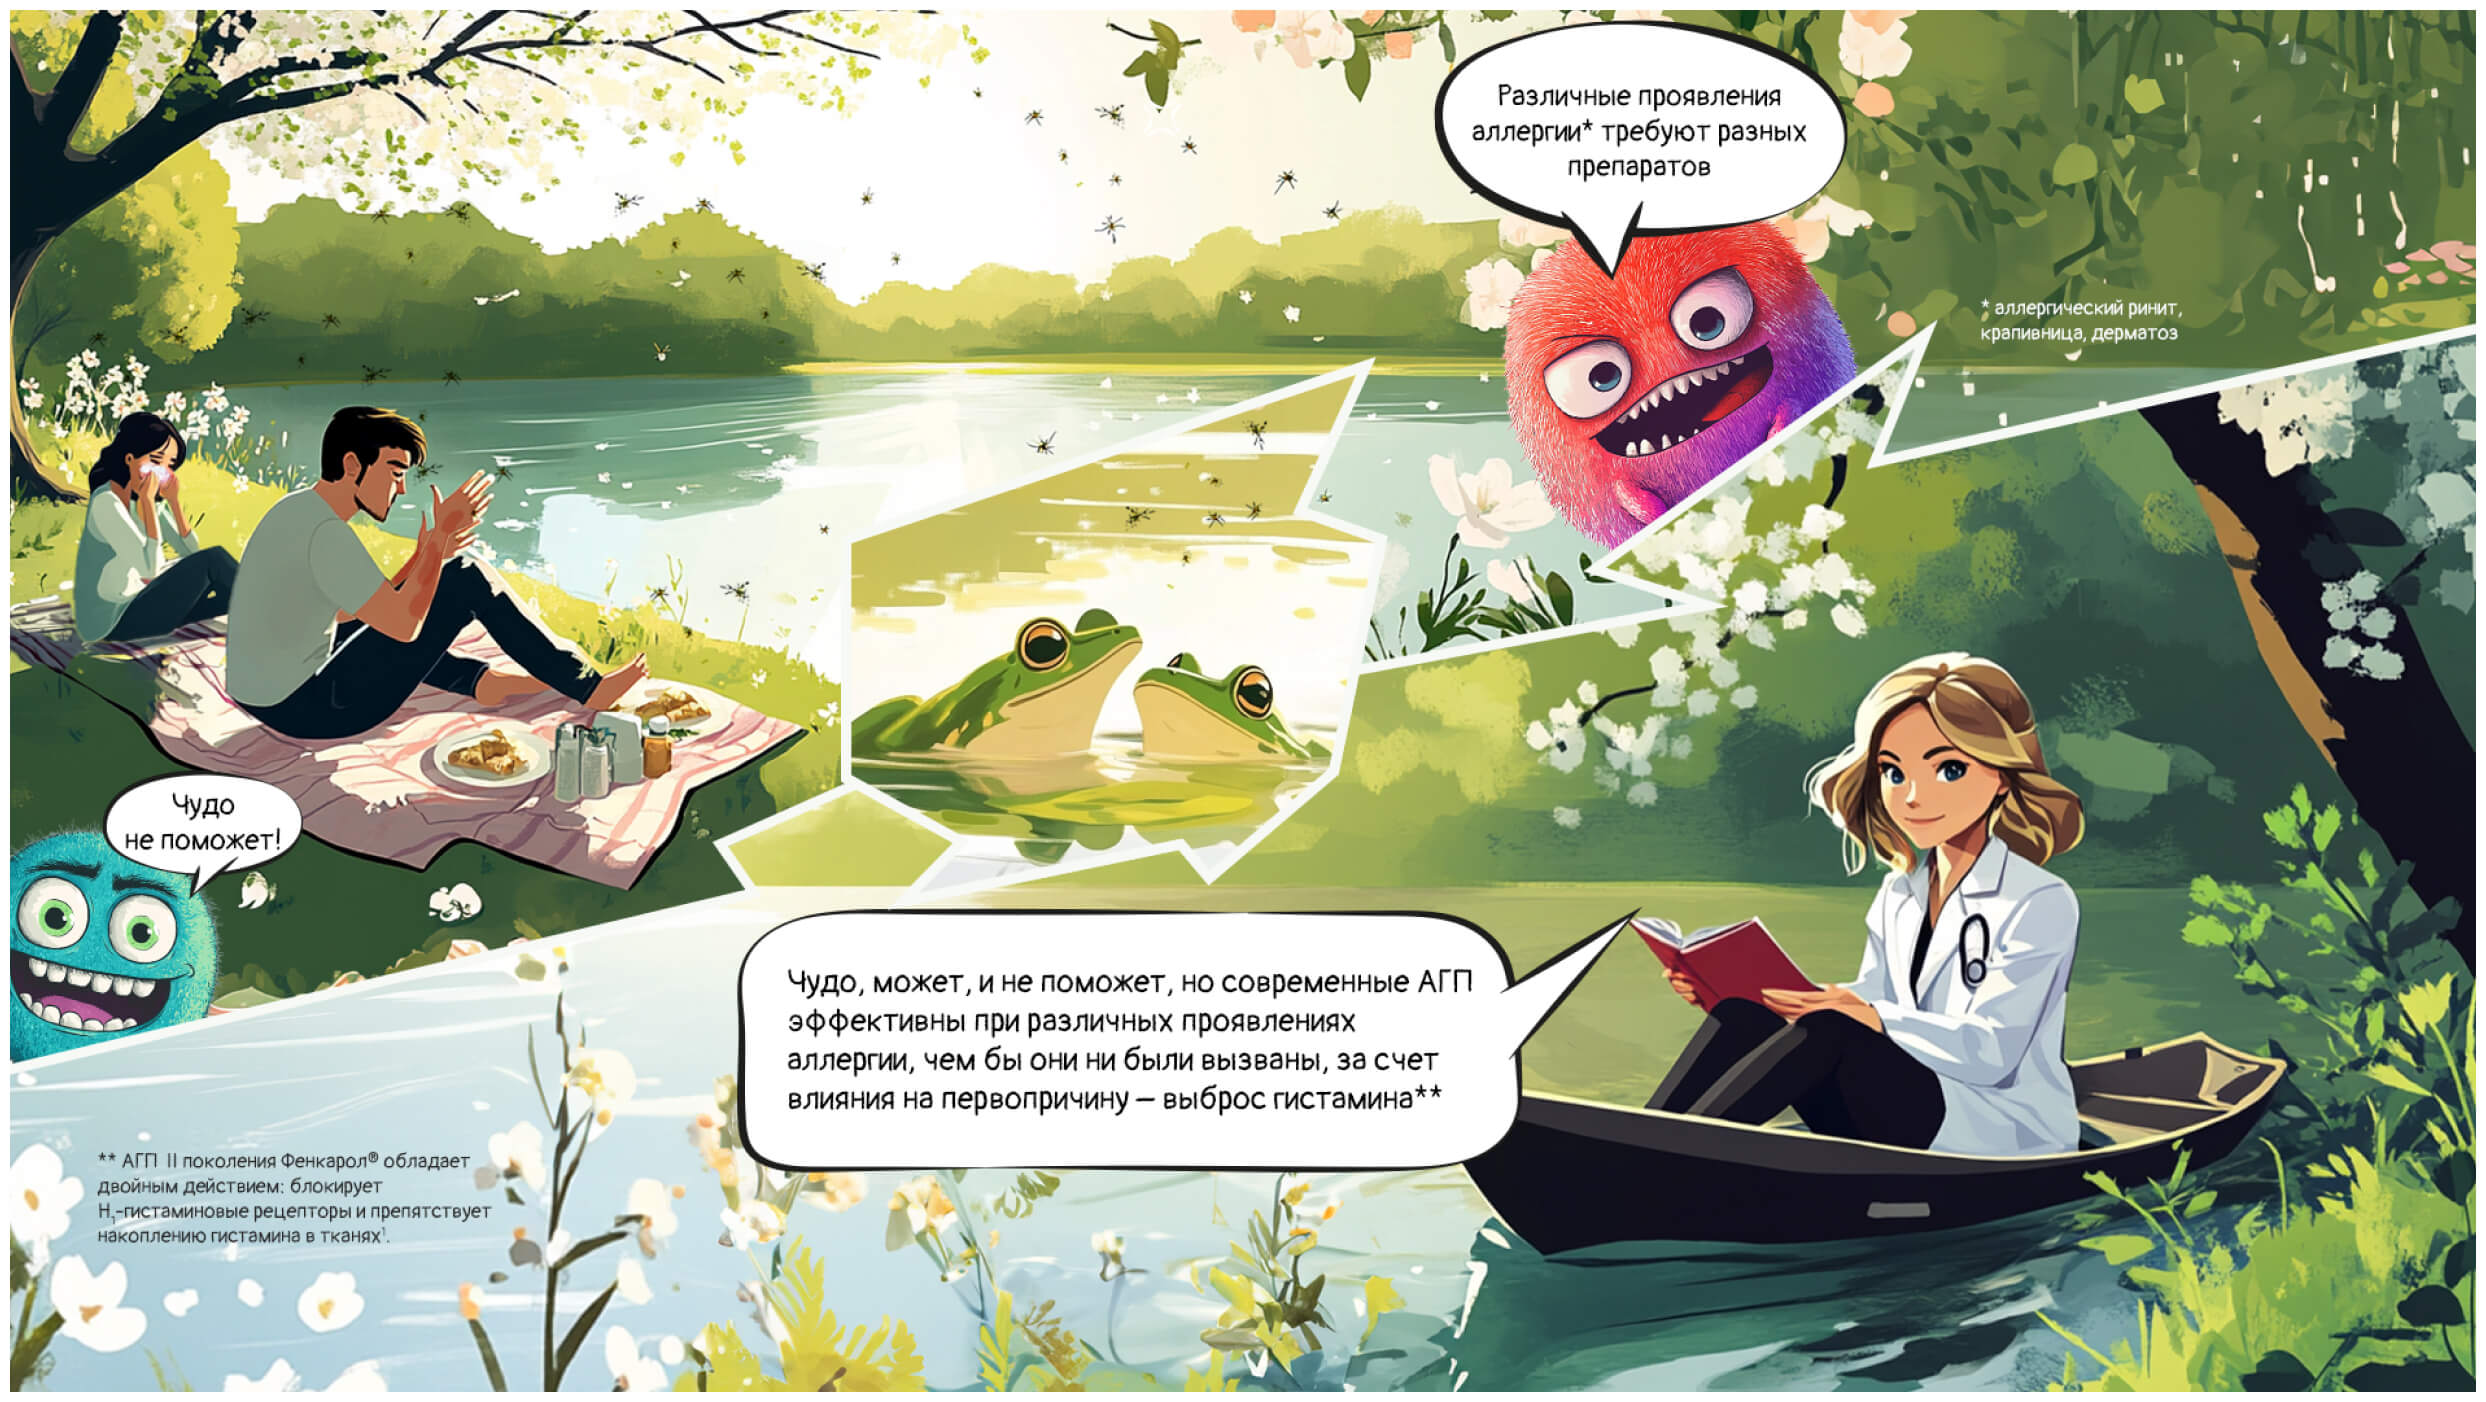 Различные проявления
аллергии* требуют разных
препаратов
* аллергический ринит,
крапивница, дерматоз
Чудо
не поможет!
Чудо, может, и не поможет, но современные АГП
эффективны при различных проявлениях
аллергии, чем бы они ни были вызваны, за счет
влияния на первопричину – выброс гистамина**
** АГП II поколения Фенкарол® обладает
двойным действием: блокирует
H₁-гистаминовые рецепторы и препятствует
накоплению гистамина в тканях¹.